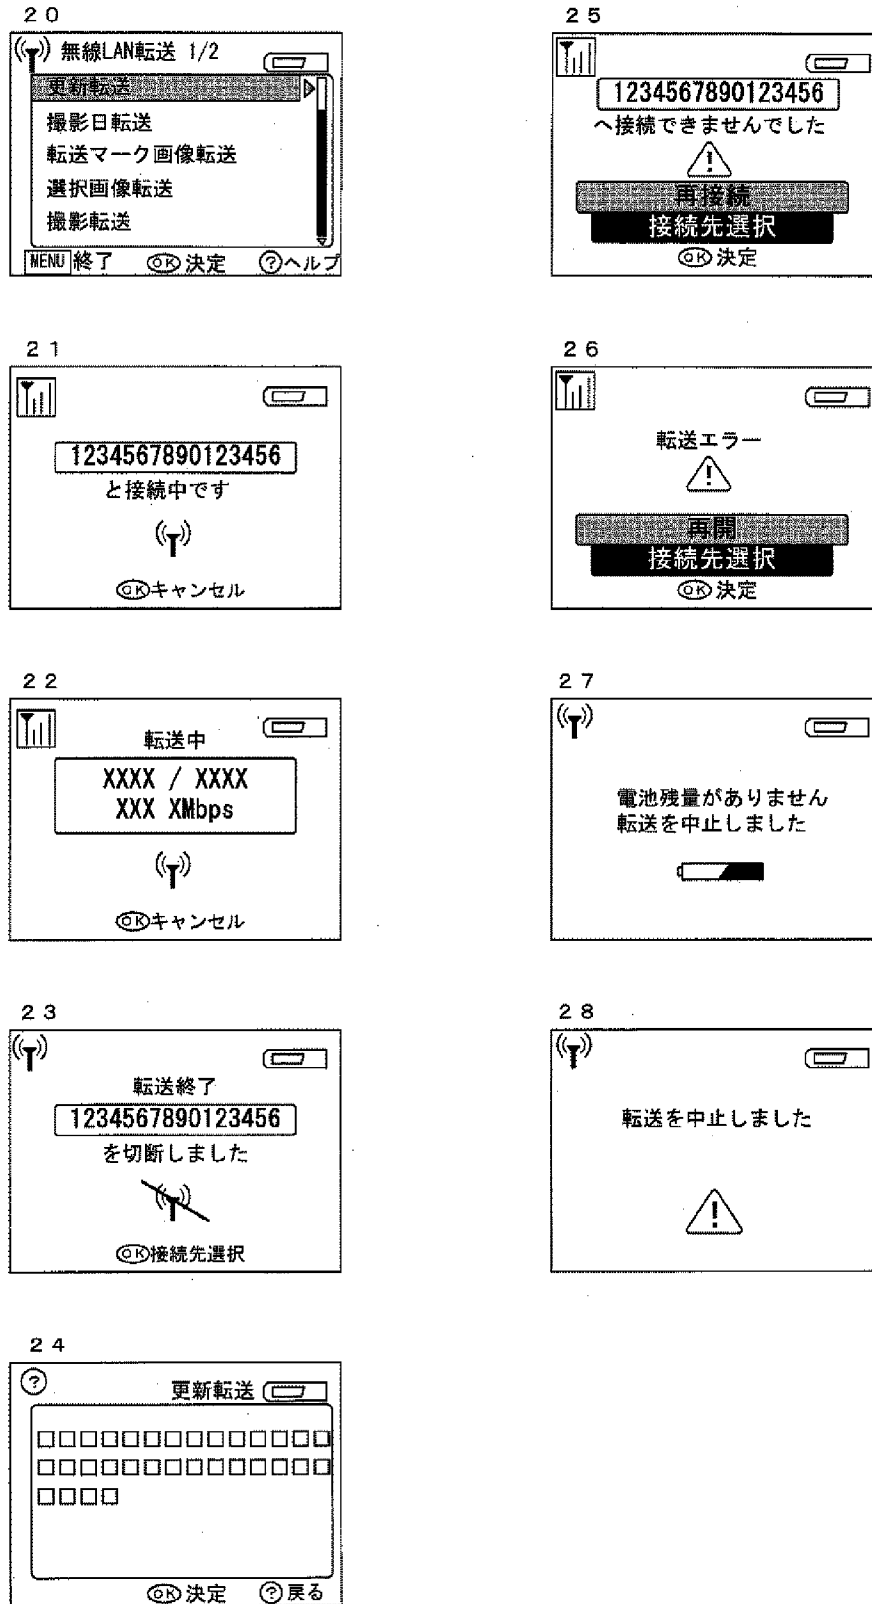 ２０
無線LAN転送 1/2
更新転送
撮影日転送
転送マーク画像転送
選択画像転送
撮影転送
MENU 終了 OK 決定 ? ヘルプ
２１
1234567890123456
と接続中です
OK キャンセル
２２
転送中
XXXX / XXXX
XXX XMbps
OK キャンセル
２３
転送終了
1234567890123456
を切断しました
OK 接続先選択
２４
?
更新転送
□□□□□□□□□□□□□□
□□□□□□□□□□□□□□
□□□□
OK 決定 ? 戻る
２５
1234567890123456
へ接続できませんでした
!
再接続
接続先選択
OK 決定
２６
転送エラー
!
再開
接続先選択
OK 決定
２７
電池残量がありません
転送を中止しました
２８
転送を中止しました
!